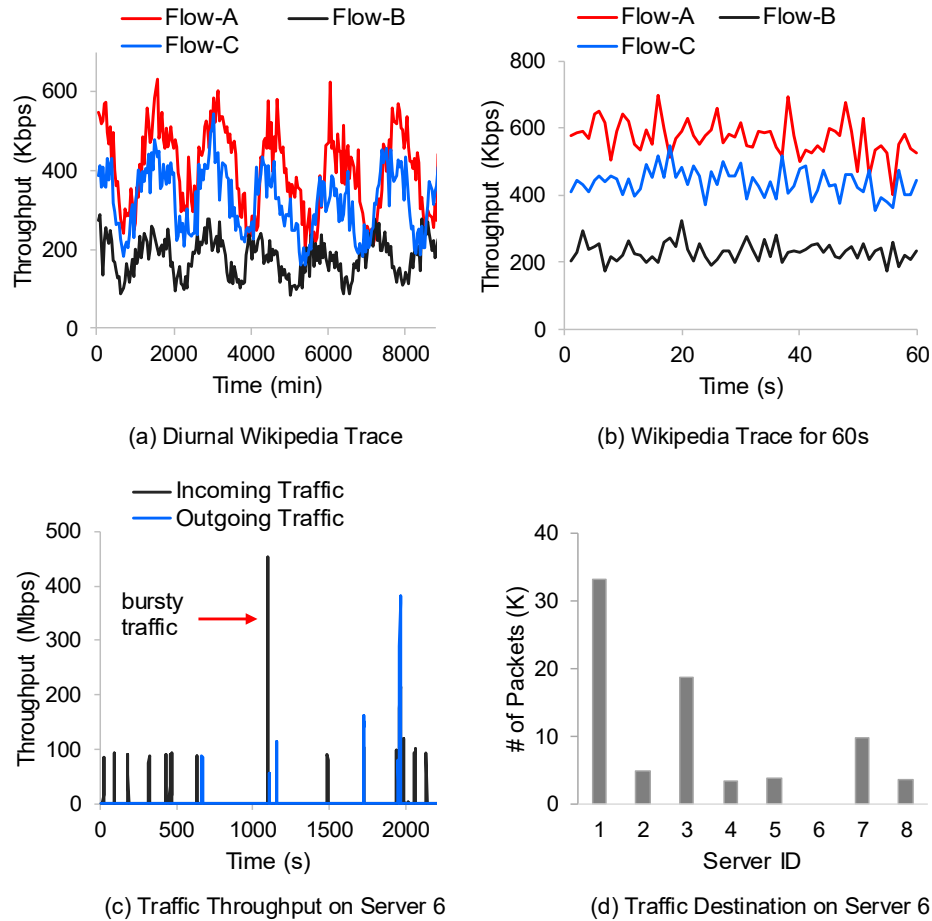 Flow-A Flow-B
Flow-C
Throughput (Kbps)
600
400
200
0
0 2000 4000 6000 8000
Time (min)
(a) Diurnal Wikipedia Trace
Flow-A Flow-B
Flow-C
Throughput (Kbps)
800
600
400
200
0
0 20 40 60
Time (s)
(b) Wikipedia Trace for 60s
Incoming Traffic
Outgoing Traffic
Throughput (Mbps)
500
400
300
200
100
0
bursty
traffic
0 500 1000 1500 2000
Time (s)
(c) Traffic Throughput on Server 6
# of Packets (K)
40
30
20
10
0
1 2 3 4 5 6 7 8
Server ID
(d) Traffic Destination on Server 6